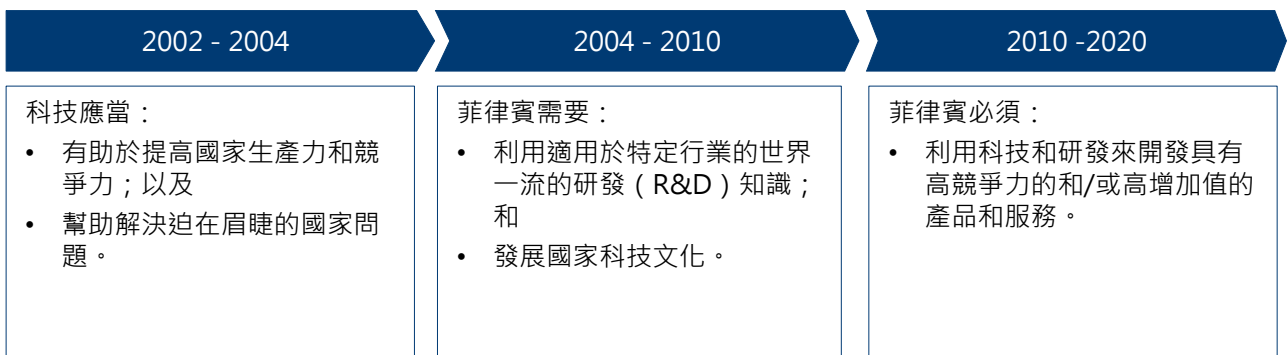 2002 - 2004
2004 - 2010
2010 -2020
科技應當：
• 有助於提高國家生產力和競
爭力；以及
• 幫助解決迫在眉睫的國家問
題。
菲律賓需要：
• 利用適用於特定行業的世界
一流的研發（R&D）知識；
和
• 發展國家科技文化。
菲律賓必須：
• 利用科技和研發來開發具有
高競爭力的和/或高增加值的
產品和服務。